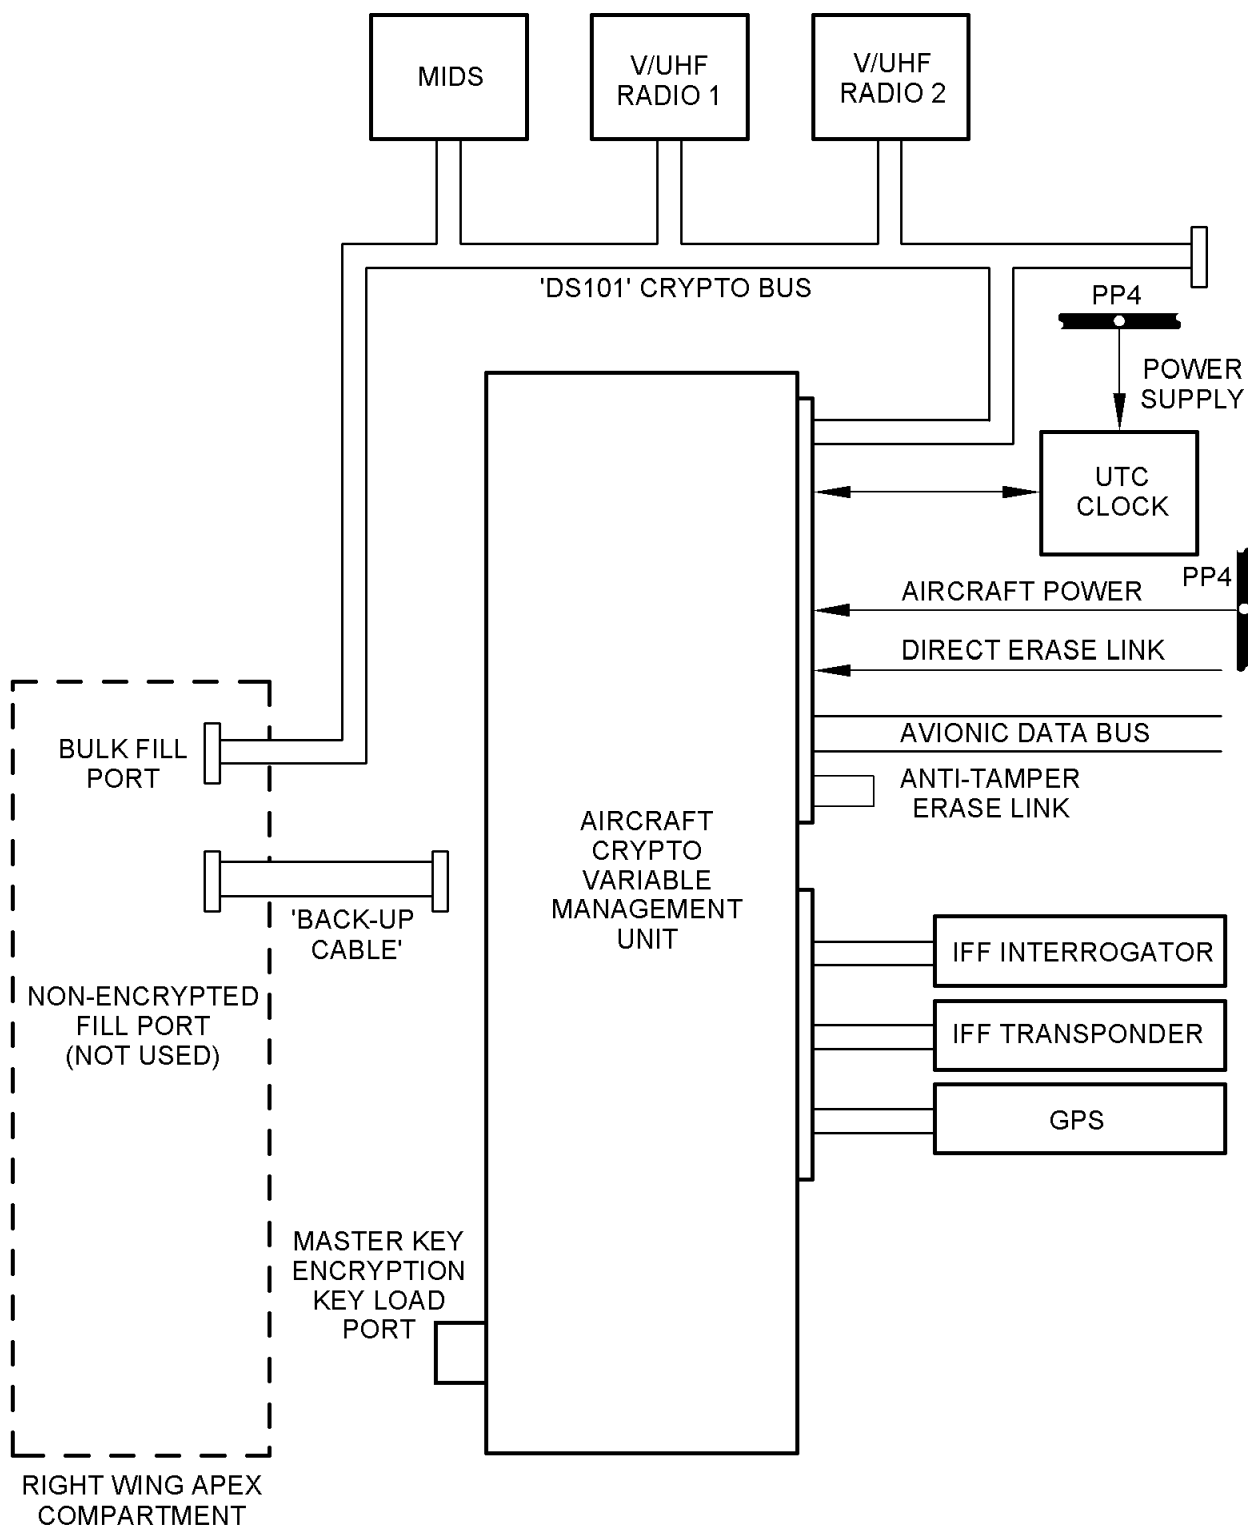 MIDS
V/UHF
RADIO 1
V/UHF
RADIO 2
'DS101' CRYPTO BUS
PP4
POWER
SUPPLY
UTC
CLOCK
PP4
AIRCRAFT POWER
DIRECT ERASE LINK
AVIONIC DATA BUS
ANTI-TAMPER
ERASE LINK
BULK FILL
PORT
AIRCRAFT
CRYPTO
VARIABLE
MANAGEMENT
UNIT
'BACK-UP
CABLE'
IFF INTERROGATOR
NON-ENCRYPTED
FILL PORT
(NOT USED)
IFF TRANSPONDER
GPS
MASTER KEY
ENCRYPTION
KEY LOAD
PORT
RIGHT WING APEX
COMPARTMENT